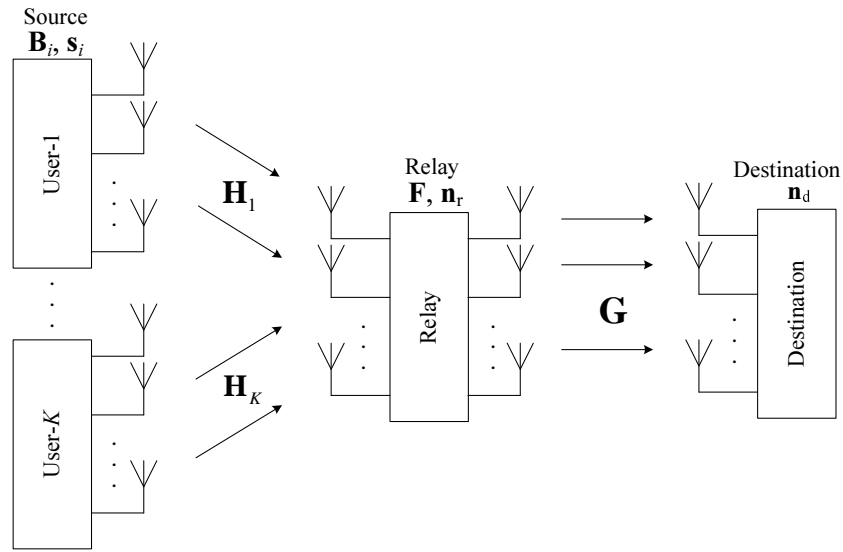 Source
B_i, s_i
User-1
H_1
User-K
H_K
Relay
F, n_r
Relay
G
Destination
n_d
Destination